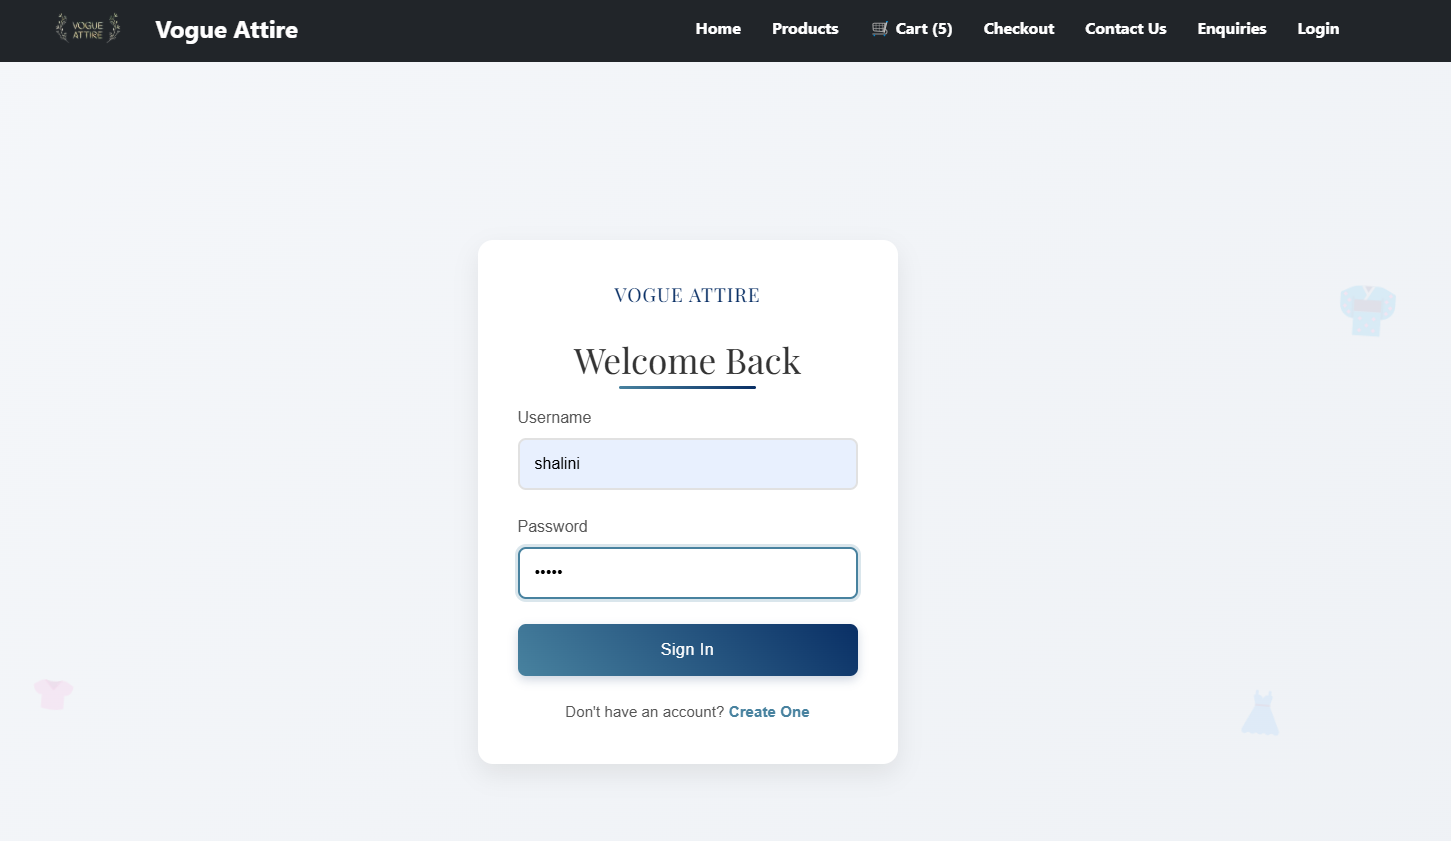 VOGUE
ATTIRE
Vogue Attire
Home
Products
Cart (5)
Checkout
Contact Us
Enquiries
Login
VOGUE ATTIRE
Welcome Back
Username
shalini
Password
•••••
Sign In
Don't have an account? Create One